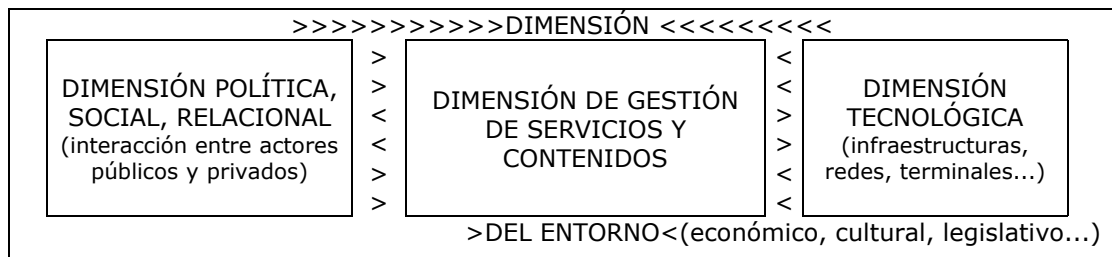 >>>>>>>>>>>DIMENSIÓN <<<<<<<<<
DIMENSIÓN POLÍTICA,
SOCIAL, RELACIONAL
(interacción entre actores
públicos y privados)
>
>
<
<
>
>
DIMENSIÓN DE GESTIÓN
DE SERVICIOS Y
CONTENIDOS
<
<
>
>
<
<
DIMENSIÓN
TECNOLÓGICA
(infraestructuras,
redes, terminales...)
>DEL ENTORNO<(económico, cultural, legislativo...)